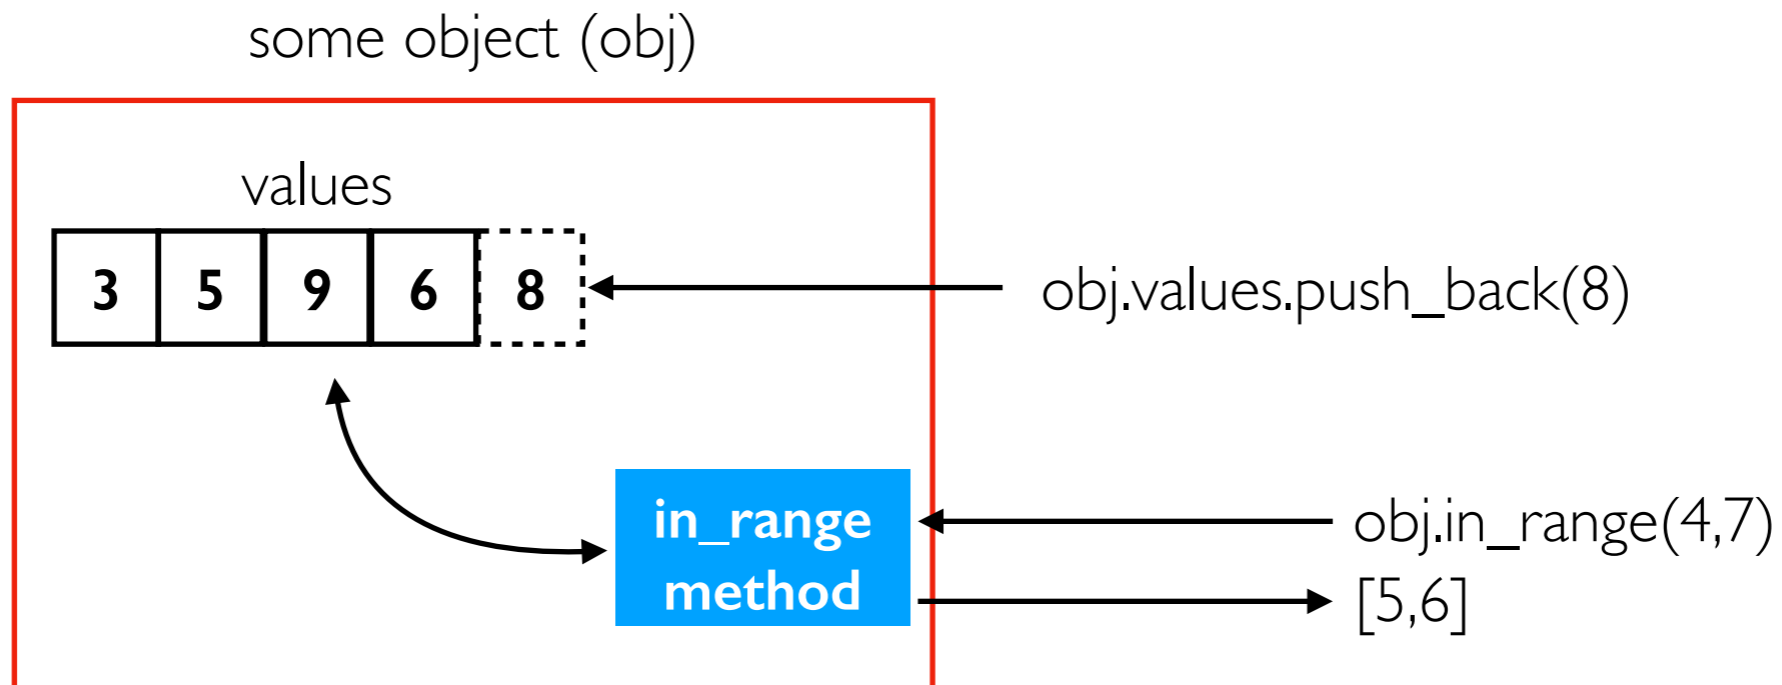 some object (obj)
values
3 5 9 6 8
obj.values.push_back(8)
in_range
method
obj.in_range(4,7)
[5,6]